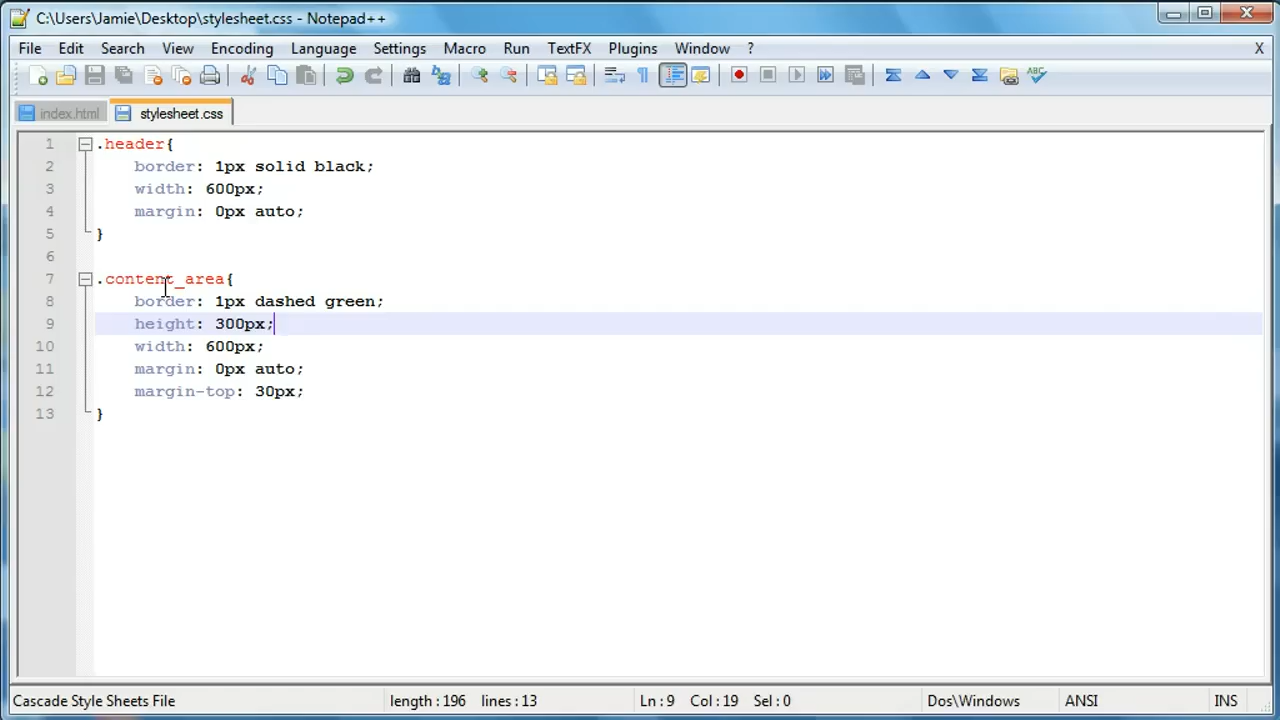 C:\Users\Jamie\Desktop\stylesheet.css - Notepad++
File Edit Search View Encoding Language Settings Macro Run TextFX Plugins Window ? X
index.html stylesheet.css
1 .header{
2 border: 1px solid black;
3 width: 600px;
4 margin: 0px auto;
5 }
6
7 .content_area{
8 border: 1px dashed green;
9 height: 300px;
10 width: 600px;
11 margin: 0px auto;
12 margin-top: 30px;
13 }
Cascade Style Sheets File length : 196 lines : 13 Ln : 9 Col : 19 Sel : 0 Dos\Windows ANSI INS